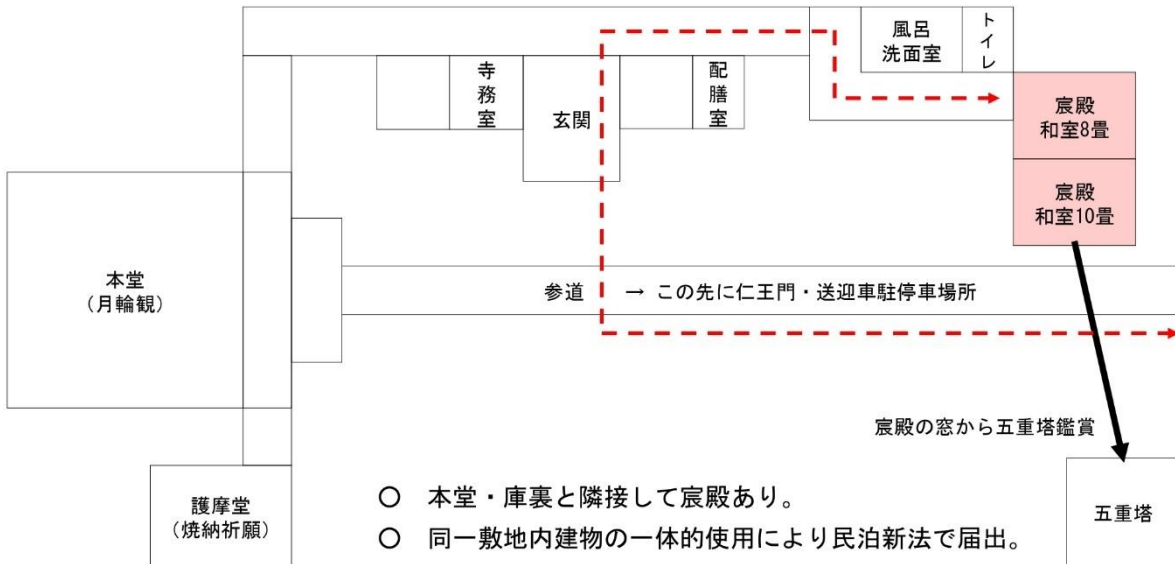 風呂
洗面室
トイレ
寺務室
玄関
配膳室
宸殿
和室8畳
宸殿
和室10畳
本堂
（月輪観）
参道　→ この先に仁王門・送迎車駐停車場所
宸殿の窓から五重塔鑑賞
護摩堂
（焼納祈願）
五重塔
○　本堂・庫裏と隣接して宸殿あり。
○　同一敷地内建物の一体的使用により民泊新法で届出。